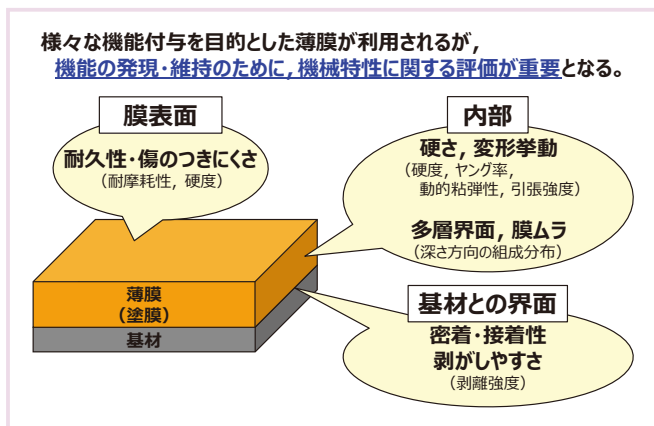 様々な機能付与を目的とした薄膜が利用されるが,
機能の発現・維持のために, 機械特性に関する評価が重要となる。
膜表面
耐久性・傷のつきにくさ
(耐摩耗性, 硬度)
内部
硬さ, 変形挙動
(硬度, ヤング率,
動的粘弾性, 引張強度)
多層界面, 膜ムラ
(深さ方向の組成分布)
薄膜
(塗膜)
基材
基材との界面
密着・接着性
剥がしやすさ
(剥離強度)